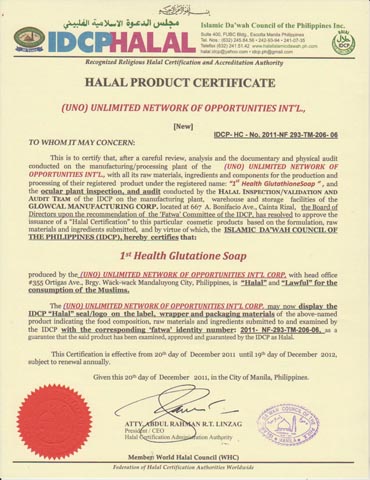 مجلس الدعوة الإسلامية الفلبيني
IDCPHALAL
Islamic Da'wah Council of the Philippines Inc.
Suite 400, FUBC Bldg., Escolta Manila Philippines
Tel. Nos.: (632) 245.84.56 • 242-93-94 • 241-07-35
Telefax (632) 241.51.42 www.islamicdakwah.ph.com
halal.idcp@yahoo.com • idcp.ph@gmail.com
IDCP
Recognized Religious Halal Certification and Accreditation Authority
HALAL PRODUCT CERTIFICATE
(UNO) UNLIMITED NETWORK OF OPPORTUNITIES INT'L.,
[New]
IDCP- HC - No. 2011-NF 293-TM-206- 06
TO WHOM IT MAY CONCERN:
This is to certify that, after a careful review, analysis and the documentary and physical audit
conducted on the manufacturing/processing plant of the (UNO) UNLIMITED NETWORK OF
OPPORTUNITIES INT'L., with all its raw materials, ingredients and components for the production and
processing of their registered product under the registered name: "1st Health GlutathioneSoap", and
the ocular plant inspection, and audit conducted by the HALAL INSPECTION/VALIDATION AND
AUDIT TEAM of the IDCP on the manufacturing plant, warehouse and storage facilities of the
GLOWCAL MANUFACTURING CORP. located at 667 A. Bonifacio Ave., Cainta Rizal, the Board of
Directors upon the recommendation of the 'Fatwa' Committee of the IDCP, has resolved to approve the
issuance of a "Halal Certification" to this particular cosmetic products based on the formulation, raw
materials and ingredients submitted, and by virtue of which, the ISLAMIC DA'WAH COUNCIL OF
THE PHILIPPINES (IDCP), hereby certifies that:
1st Health Glutatione Soap
produced by the (UNO) UNLIMITED NETWORK OF OPPORTUNITIES INT'L CORP. with head office
#355 Ortigas Ave., Brgy. Wack-wack Mandaluyong City, Philippines, is "Halal" and "Lawful" for the
consumption of the Muslims.
The (UNO) UNLIMITED NETWORK OF OPPORTUNITIES INT'L CORP. may now display the
IDCP "Halal" seal/logo on the label, wrapper and packaging materials of the above-named
product indicating the food composition, raw materials and ingredients submitted to and examined by
the IDCP with the corresponding 'fatwa' identity number: 2011- NF-293-TM-206-06, as a
guarantee that the said product has been examined, approved and guaranteed by the IDCP as Halal.
This Certification is effective from 20th day of December 2011 until 19th day of December 2012,
subject to renewal annually.
Given this 20th day of December 2011, in the City of Manila, Philippines.
ATTY. ABDUL RAHMAN R.T. LINZAG
President / CEO
Halal Certification Administration Authority
Member: World Halal Council (WHC)
Federation of Halal Certification Authorities Worldwide